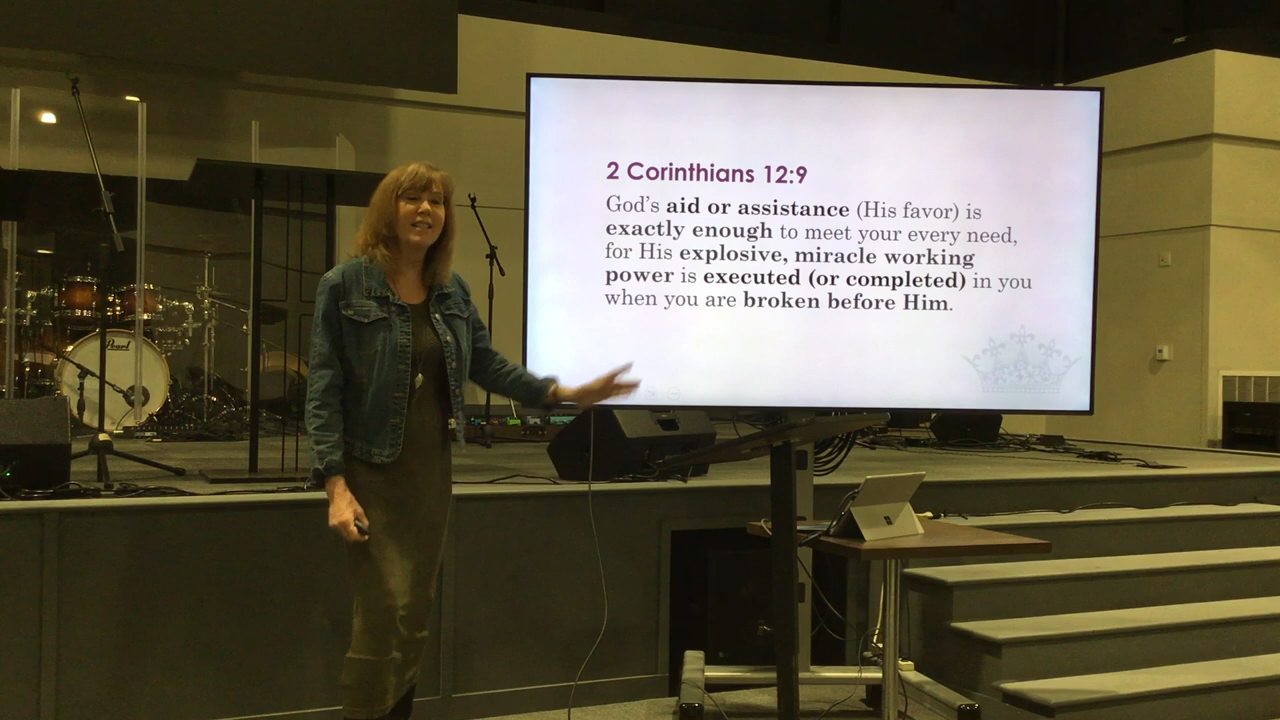 2 Corinthians 12:9
God's aid or assistance (His favor) is
exactly enough to meet your every need,
for His explosive, miracle working
power is executed (or completed) in you
when you are broken before Him.
Pearl